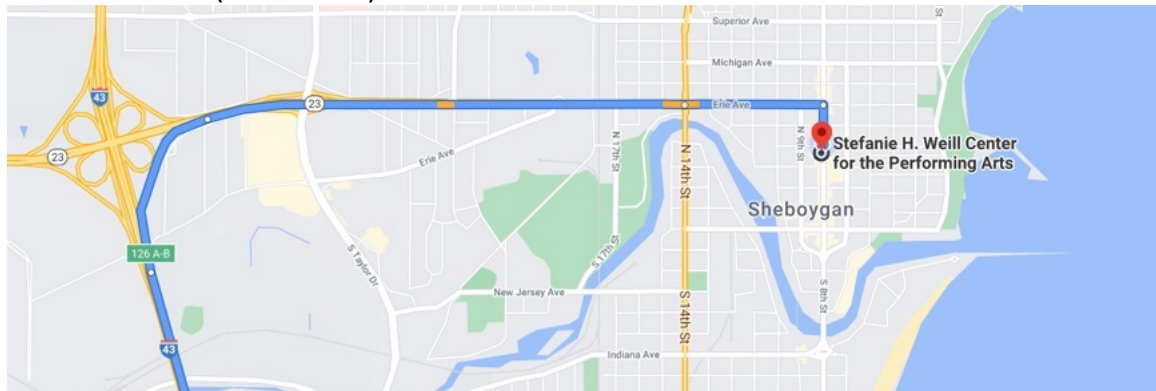 Superior Ave
Michigan Ave
43
23
Erie Ave
N 9th St
Stefanie H. Weill Center
for the Performing Arts
23
Erie Ave
N 17th St
N 14th St
Sheboygan
126 A-B
S Taylor Dr
S 17th St
New Jersey Ave
S 14th St
S 8th St
43
Indiana Ave